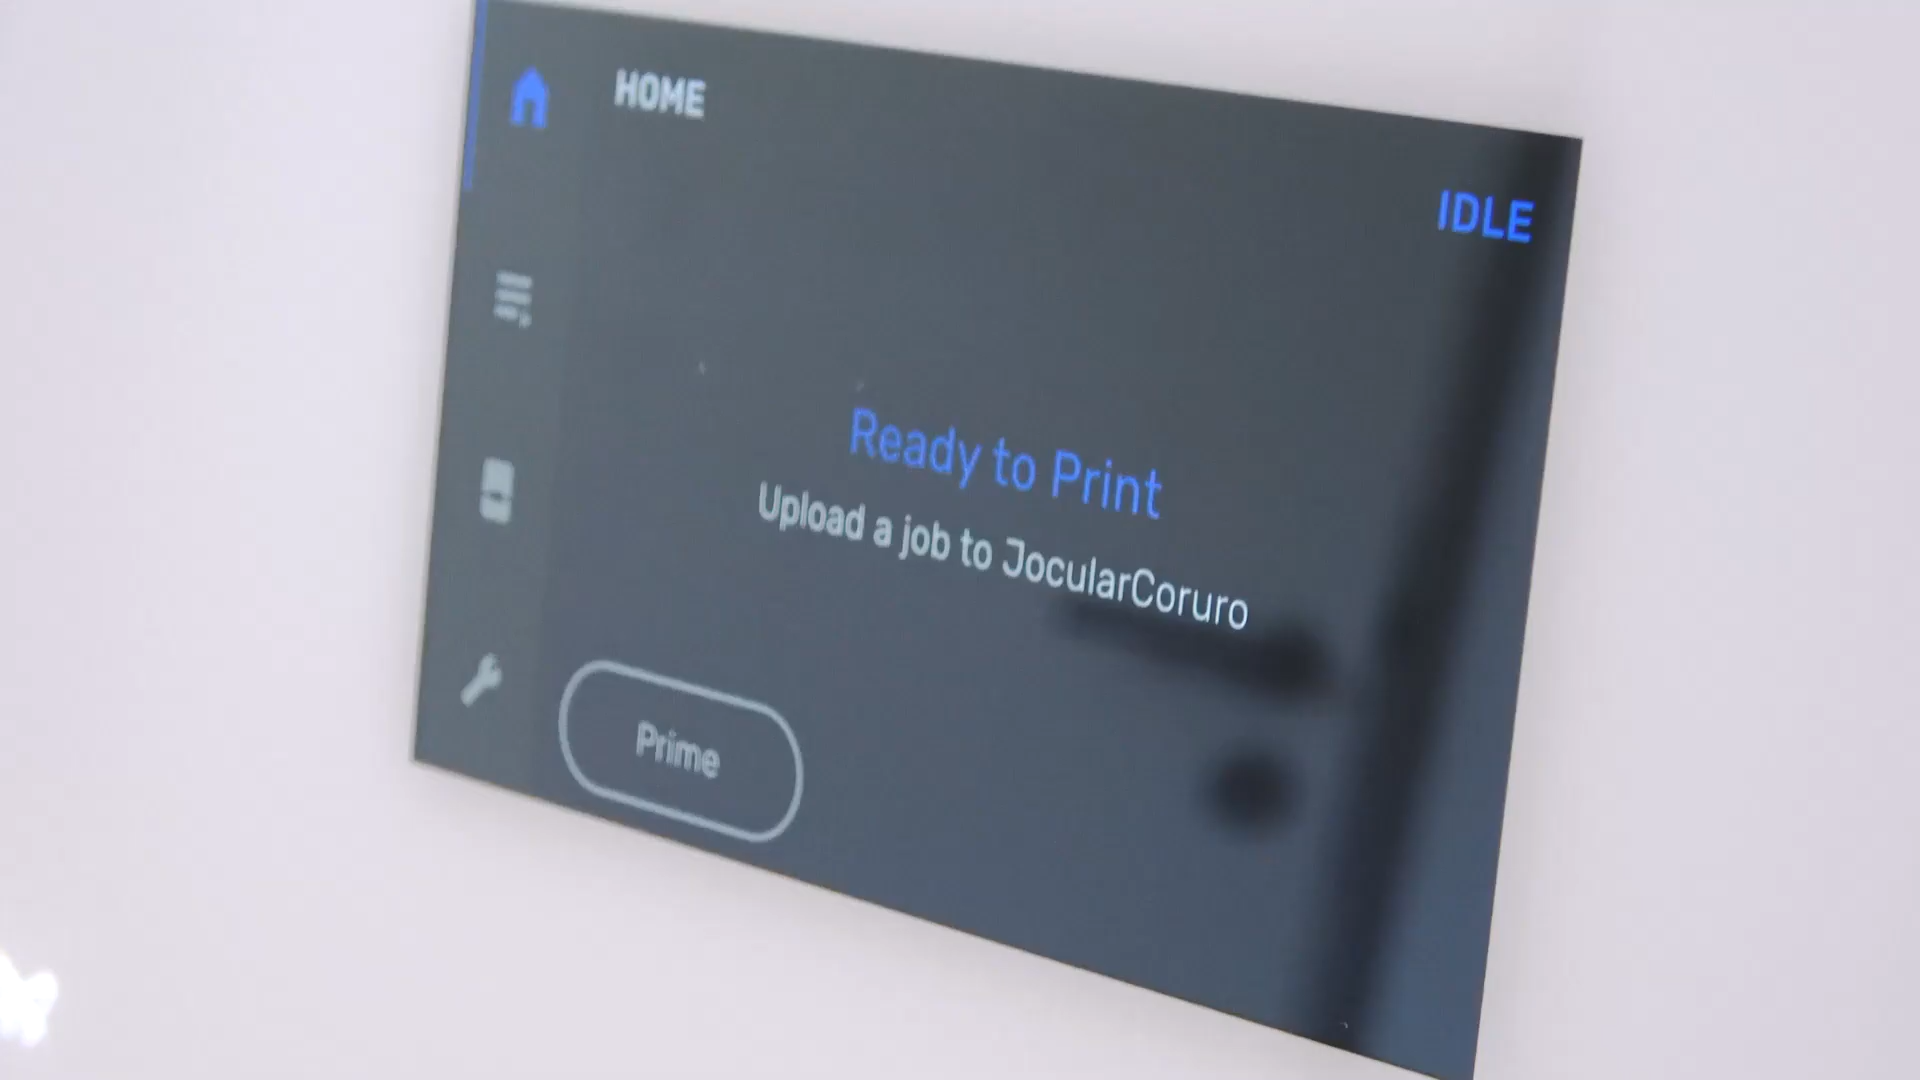 HOME
IDLE
Ready to Print
Upload a job to JocularCoruro
Prime